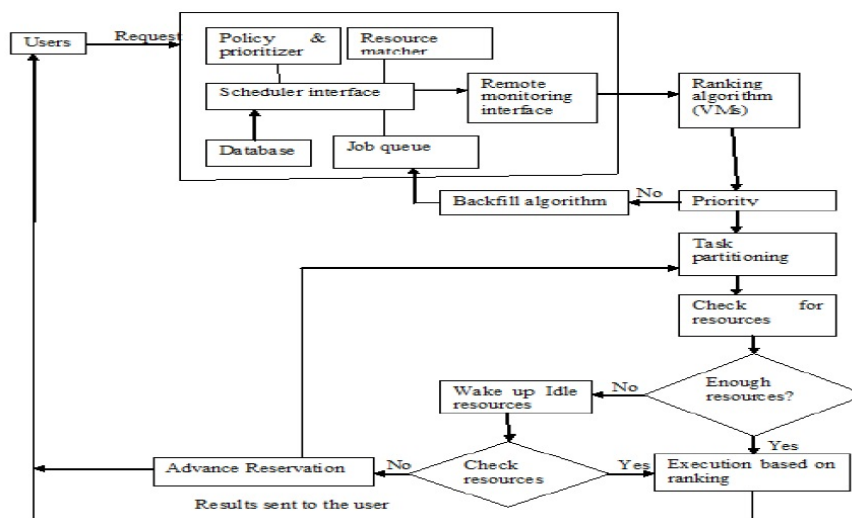 Users
Request
Policy &
prioritizer
Resource
matcher
Scheduler interface
Remote
monitoring
interface
Ranking
algorithm
(VMs)
Database
Job queue
Backfill algorithm
No
Priority
Task
partitioning
Check for
resources
Enough
resources?
No
Wake up Idle
resources
Yes
Advance Reservation
No
Check
resources
Yes
Execution based on
ranking
Results sent to the user